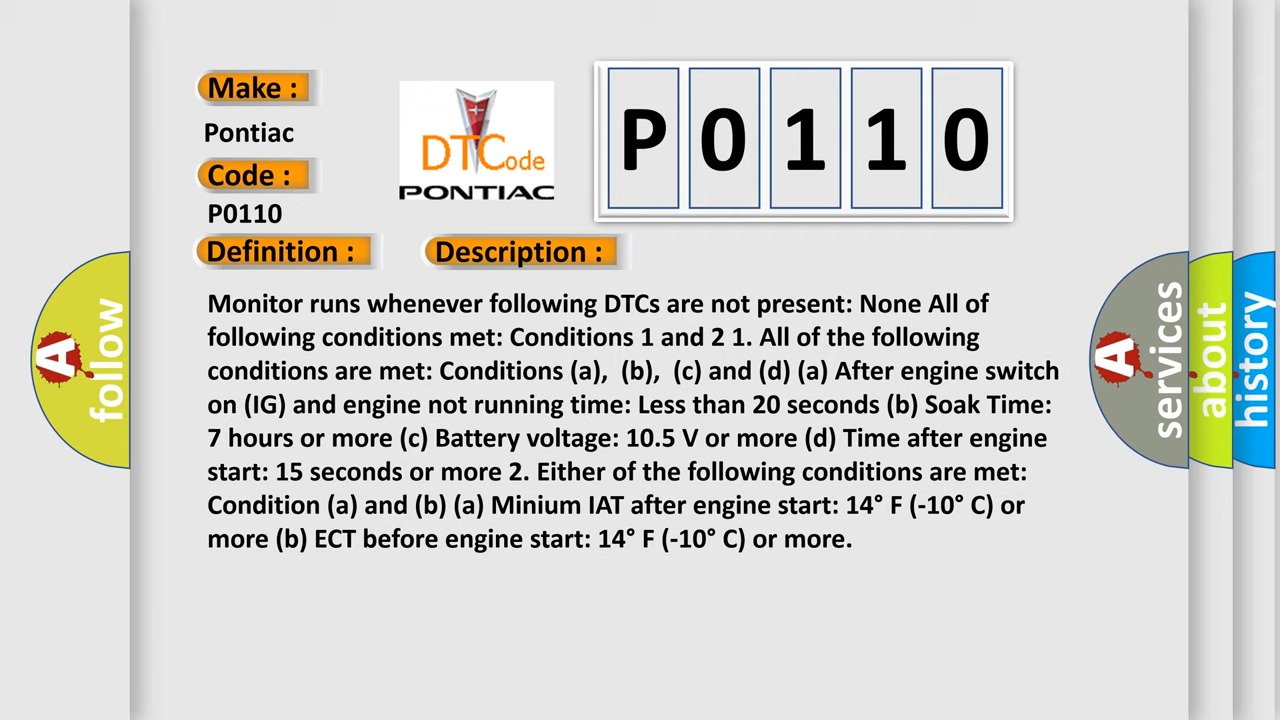 Make :
Pontiac
Code :
P0110
DTCode
PONTIAC
P 0 1 1 0
Definition :
Description :
Monitor runs whenever following DTCs are not present: None All of
following conditions met: Conditions 1 and 2 1. All of the following
conditions are met: Conditions (a), (b), (c) and (d) (a) After engine switch
on (IG) and engine not running time: Less than 20 seconds (b) Soak Time:
7 hours or more (c) Battery voltage: 10.5 V or more (d) Time after engine
start: 15 seconds or more 2. Either of the following conditions are met:
Condition (a) and (b) (a) Minium IAT after engine start: 14° F (-10° C) or
more (b) ECT before engine start: 14° F (-10° C) or more.
A
follow
A
services
about
history